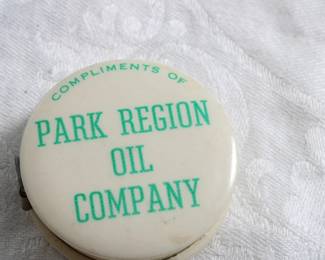 COMPLIMENTS OF
PARK REGION
OIL
COMPANY